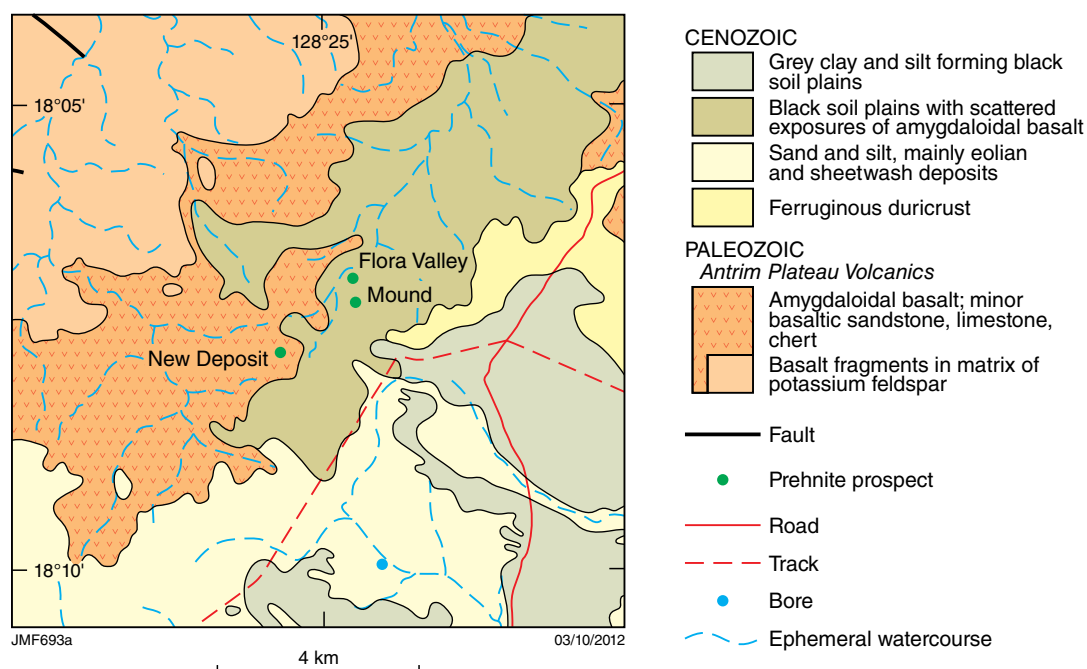 128°25'
18°05'
Flora Valley
Mound
New Deposit
18°10'
JMF693a
03/10/2012
4 km
CENOZOIC
Grey clay and silt forming black
soil plains
Black soil plains with scattered
exposures of amygdaloidal basalt
Sand and silt, mainly eolian
and sheetwash deposits
Ferruginous duricrust
PALEOZOIC
Antrim Plateau Volcanics
Amygdaloidal basalt; minor
basaltic sandstone, limestone,
chert
Basalt fragments in matrix of
potassium feldspar
Fault
Prehnite prospect
Road
Track
Bore
Ephemeral watercourse